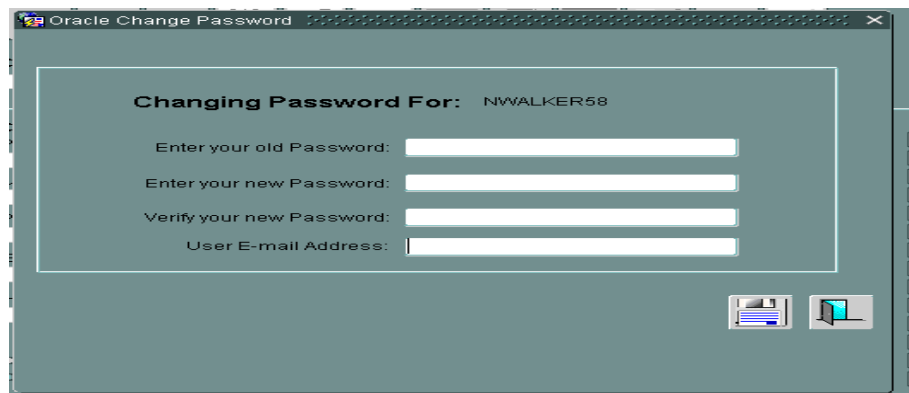 Oracle Change Password
Changing Password For: NWALKER58
Enter your old Password:
Enter your new Password:
Verify your new Password:
User E-mail Address: